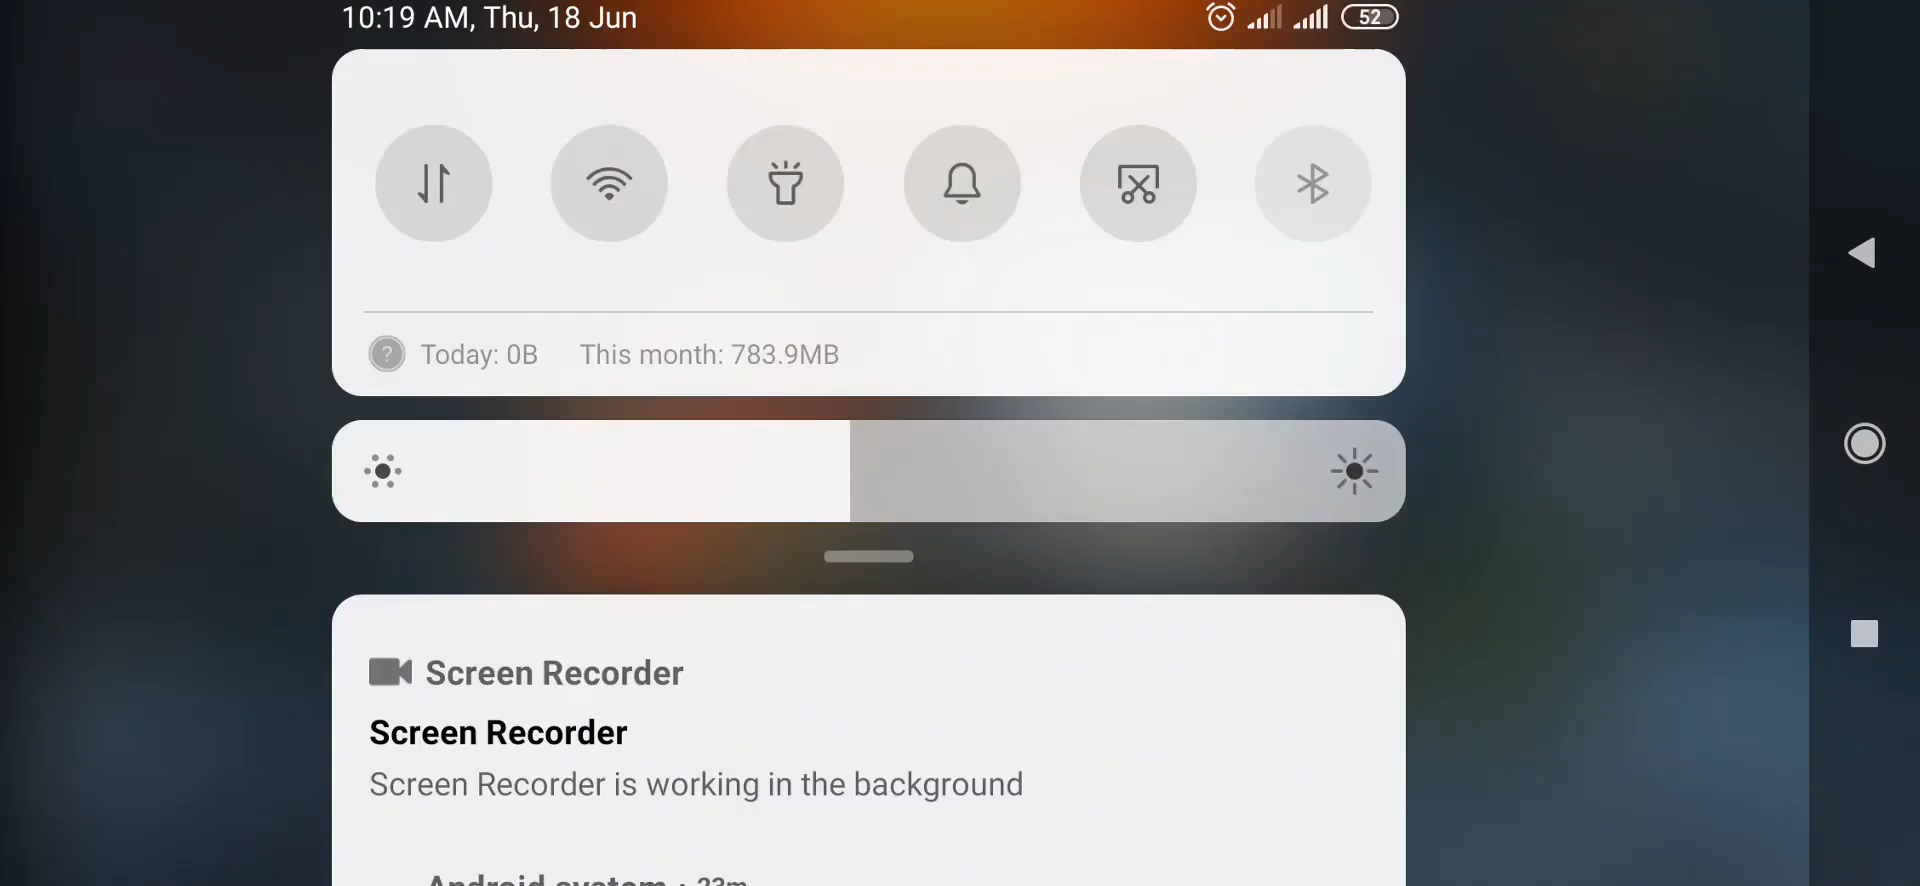 10:19 AM, Thu, 18 Jun 52
Today: 0B This month: 783.9MB
Screen Recorder
Screen Recorder
Screen Recorder is working in the background
Android system · 23m